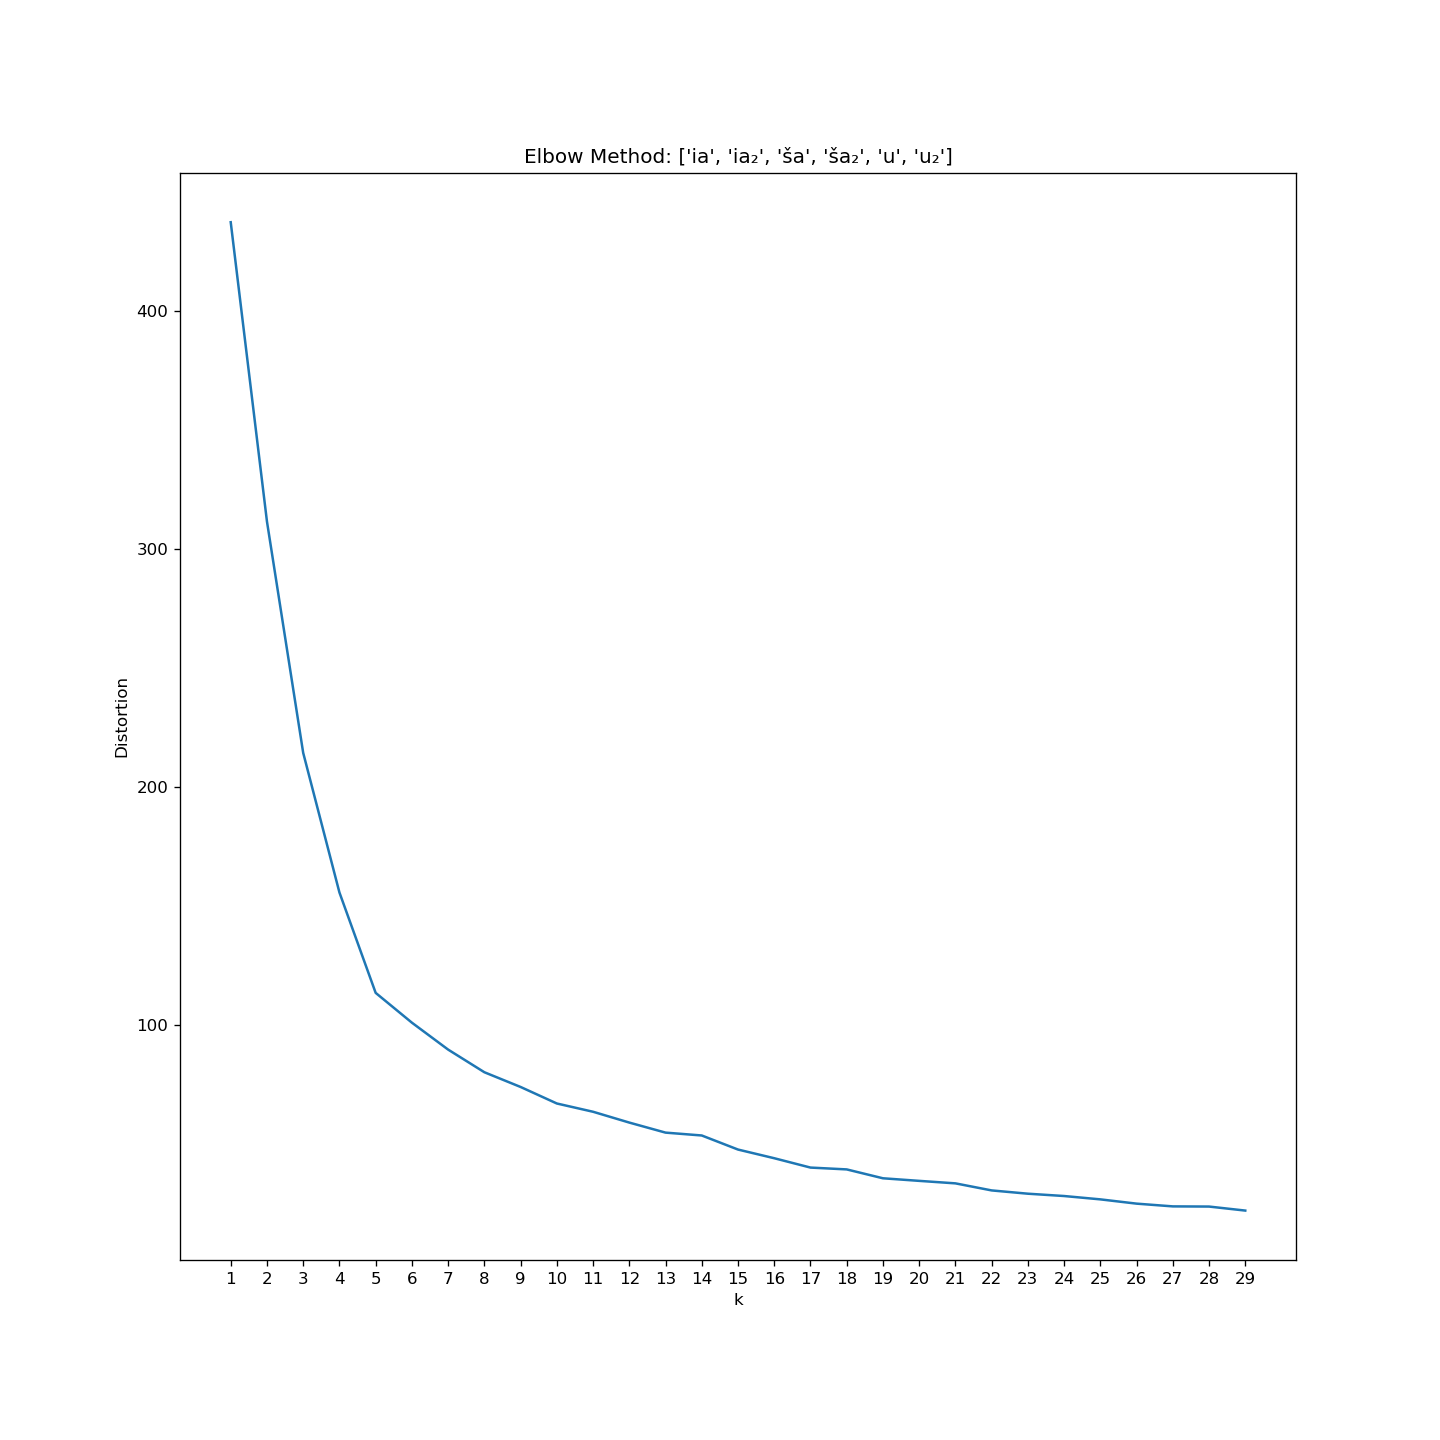 Elbow Method: ['ia', 'ia₂', 'ša', 'ša₂', 'u', 'u₂']
400
300
200
100
Distortion
1 2 3 4 5 6 7 8 9 10 11 12 13 14 15 16 17 18 19 20 21 22 23 24 25 26 27 28 29
k